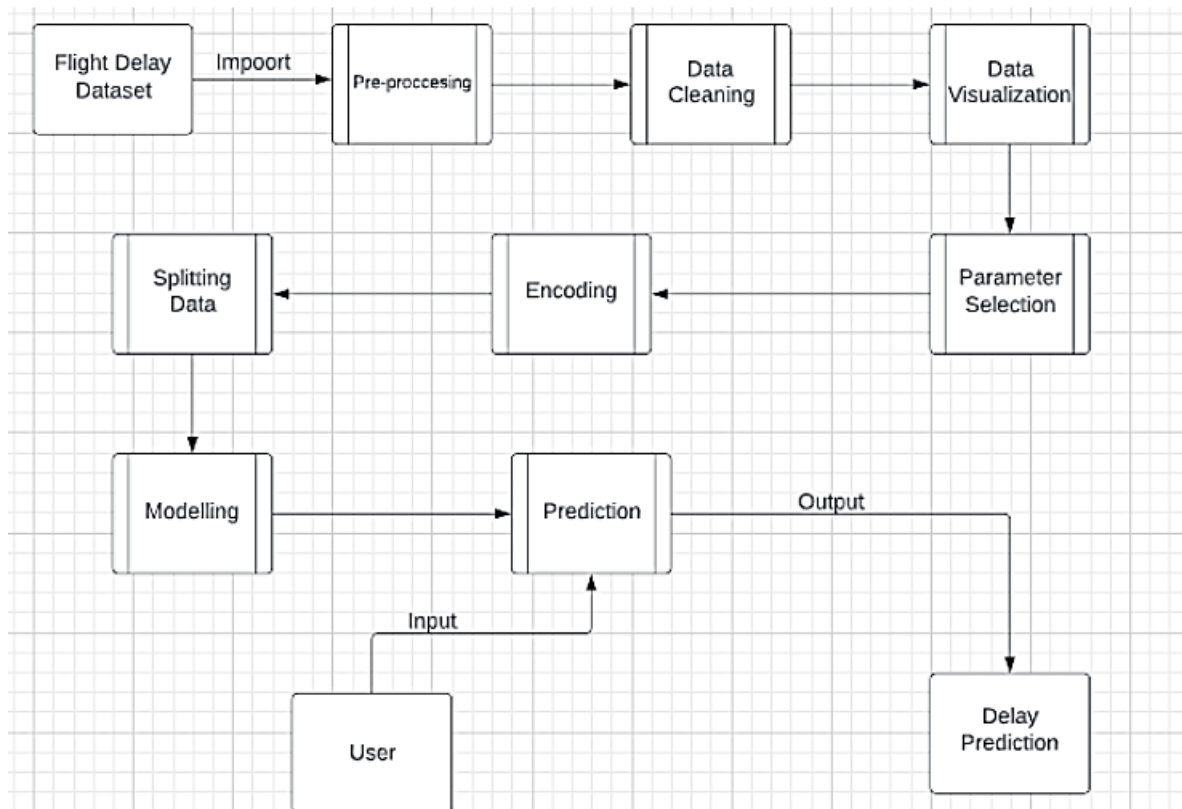 Flight Delay
Dataset
Impoort
Pre-proccesing
Data
Cleaning
Data
Visualization
Splitting
Data
Encoding
Parameter
Selection
Modelling
Prediction
Output
Input
User
Delay
Prediction